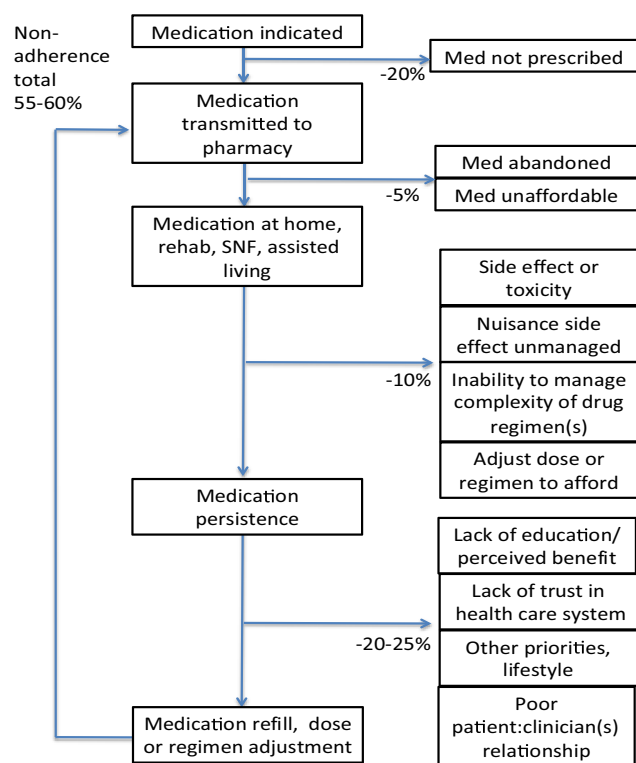 Non-
adherence
total
55-60%
Medication indicated
-20%
Med not prescribed
Medication
transmitted to
pharmacy
Med abandoned
-5%
Med unaffordable
Medication at home,
rehab, SNF, assisted
living
Side effect or
toxicity
Nuisance side
effect unmanaged
-10%
Inability to manage
complexity of drug
regimen(s)
Adjust dose or
regimen to afford
Medication
persistence
Lack of education/
perceived benefit
Lack of trust in
health care system
-20-25%
Other priorities,
lifestyle
Medication refill, dose
or regimen adjustment
Poor
patient:clinician(s)
relationship